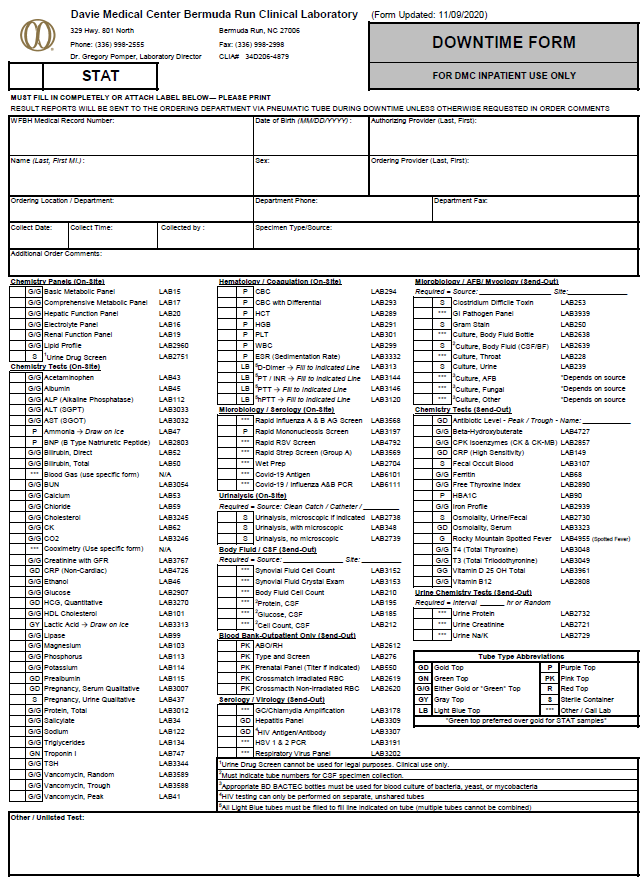 Davie Medical Center Bermuda Run Clinical Laboratory (Form Updated: 11/09/2020)
329 Hwy. 801 North Bermuda Run, NC 27006
Phone: (336) 998-2555 Fax: (336) 998-2998
Dr. Gregory Pomper, Laboratory Director CLIA# 34D206-4879
DOWNTIME FORM
STAT
FOR DMC INPATIENT USE ONLY
MUST FILL IN COMPLETELY OR ATTACH LABEL BELOW— PLEASE PRINT
RESULT REPORTS WILL BE SENT TO THE ORDERING DEPARTMENT VIA PNEUMATIC TUBE DURING DOWNTIME UNLESS OTHERWISE REQUESTED IN ORDER COMMENTS
WFBH Medical Record Number: Date of Birth (MM/DD/YYYY) : Authorizing Provider (Last, First):
Name (Last, First MI.) : Sex: Ordering Provider (Last, First):
Ordering Location / Department: Department Phone: Department Fax:
Collect Date: Collect Time: Collected by : Specimen Type/Source:
Additional Order Comments:
Chemistry Panels (On-Site)
G/G Basic Metabolic Panel LAB15
G/G Comprehensive Metabolic Panel LAB17
G/G Hepatic Function Panel LAB20
G/G Electrolyte Panel LAB16
G/G Renal Function Panel LAB19
G/G Lipid Profile LAB2960
S 1Urine Drug Screen LAB2751
Chemistry Tests (On-Site)
G/G Acetaminophen LAB43
G/G Albumin LAB45
G/G ALP (Alkaline Phosphatase) LAB112
G/G ALT (SGPT) LAB3033
G/G AST (SGOT) LAB3032
P Ammonia → Draw on Ice LAB47
P BNP (B Type Natriuretic Peptide) LAB2803
G/G Bilirubin, Direct LAB52
G/G Bilirubin, Total LAB50
*** Blood Gas (use specific form) N/A
G/G BUN LAB3054
G/G Calcium LAB53
G/G Chloride LAB59
G/G Cholesterol LAB3245
G/G CK LAB62
G/G CO2 LAB3246
*** Cooximetry (Use specific form) N/A
G/G Creatinine with GFR LAB3767
GD CRP (Non-Cardiac) LAB4726
G/G Ethanol LAB46
G/G Glucose LAB2907
GD HCG, Quantitative LAB3270
G/G HDL Cholesterol LAB101
GY Lactic Acid → Draw on Ice LAB3313
G/G Lipase LAB99
G/G Magnesium LAB103
G/G Phosphorus LAB113
G/G Potassium LAB114
GD Prealbumin LAB115
GD Pregnancy, Serum Qualitative LAB3007
S Pregnancy, Urine Qualitative LAB437
G/G Protein, Total LAB3012
G/G Salicylate LAB34
G/G Sodium LAB122
G/G Triglycerides LAB134
GN Troponin I LAB747
G/G TSH LAB3344
G/G Vancomycin, Random LAB3589
G/G Vancomycin, Trough LAB3588
G/G Vancomycin, Peak LAB41
Hematology / Coagulation (On-Site)
P CBC LAB294
P CBC with Differential LAB293
P HCT LAB289
P HGB LAB291
P PLT LAB301
P WBC LAB299
P ESR (Sedimentation Rate) LAB3332
LB 5D-Dimer → Fill to Indicated Line LAB313
LB 5PT / INR → Fill to Indicated Line LAB3144
LB 5PTT → Fill to Indicated Line LAB3146
LB 5hPTT → Fill to Indicated Line LAB3120
Microbiology / Serology (On-Site)
*** Rapid Influenza A & B AG Screen LAB3568
P Rapid Mononucleosis Screen LAB3197
*** Rapid RSV Screen LAB4792
*** Rapid Strep Screen (Group A) LAB3569
*** Wet Prep LAB2704
*** Covid-19 Antigen LAB6101
*** Covid-19 / Influenza A&B PCR LAB6111
Urinalysis (On-Site)
Required = Source: Clean Catch / Catheter /
S Urinalysis, microscopic if indicated LAB2738
S Urinalysis, with microscopic LAB348
S Urinalysis, no microscopic LAB2739
Body Fluid / CSF (Send-Out)
Required = Source: Site:
*** Synovial Fluid Cell Count LAB3152
*** Synovial Fluid Crystal Exam LAB3153
*** Body Fluid Cell Count LAB210
*** 2Protein, CSF LAB195
*** 2Glucose, CSF LAB185
*** 2Cell Count, CSF LAB212
Blood Bank-Outpatient Only (Send-Out)
PK ABO/RH LAB2612
PK Type and Screen LAB276
PK Prenatal Panel (Titer if indicated) LAB550
PK Crossmatch Irradiated RBC LAB2619
PK Crossmacth Non-Irradiated RBC LAB2620
Serology / Virology (Send-Out)
*** GC/Chlamydia Amplification LAB3178
GD Hepatitis Panel LAB3309
GD 4HIV Antigen/Antibody LAB3307
*** HSV 1 & 2 PCR LAB3191
*** Respiratory Virus Panel LAB3202
Microbiology / AFB/ Mycology (Send-Out)
Required = Source: Site:
S Clostridium Difficile Toxin LAB253
*** GI Pathogen Panel LAB3939
S Gram Stain LAB250
*** Culture, Body Fluid Bottle LAB2638
S 3Culture, Body Fluid (CSF/BF) LAB2639
*** Culture, Throat LAB228
S Culture, Urine LAB239
*** 3Culture, AFB *Depends on source
*** 3Culture, Fungal *Depends on source
*** 3Culture, Other *Depends on source
Chemistry Tests (Send-Out)
GD Antibiotic Level - Peak / Trough - Name:
G/G Beta-Hydroxybuterate LAB4727
G/G CPK Isoenzymes (CK & CK-MB) LAB2857
GD CRP (High Sensitivity) LAB149
S Fecal Occult Blood LAB3107
G/G Ferritin LAB68
G/G Free Thyroxine Index LAB2890
P HBA1C LAB90
G/G Iron Profile LAB2939
S Osmolality, Urine/Fecal LAB2730
GD Osmolality, Serum LAB3323
G Rocky Mountain Spotted Fever LAB4955 (Spotted Fever)
G/G T4 (Total Thyroxine) LAB3048
G/G T3 (Total Triiodothyronine) LAB3049
GG Vitamin D 25 OH Total LAB3961
G/G Vitamin B12 LAB2808
Urine Chemistry Tests (Send-Out)
Required = Interval hr or Random
*** Urine Protein LAB2732
*** Urine Creatinine LAB2721
*** Urine Na/K LAB2729
Tube Type Abbreviations
GD Gold Top P Purple Top
GN Green Top PK Pink Top
G/G Either Gold or "Green" Top R Red Top
GY Gray Top S Sterile Container
LB Light Blue Top *** Other / Call Lab
"Green top preferred over gold for STAT samples"
1Urine Drug Screen cannot be used for legal purposes. Clinical use only.
2Must indicate tube numbers for CSF specimen collection.
3Appropriate BD BACTEC bottles must be used for blood culture of bacteria, yeast, or mycobacteria
4HIV testing can only be performed on separate, unshared tubes
5All Light Blue tubes must be filled to fill line indicated on tube (multiple tubes cannot be combined)
Other / Unlisted Test: